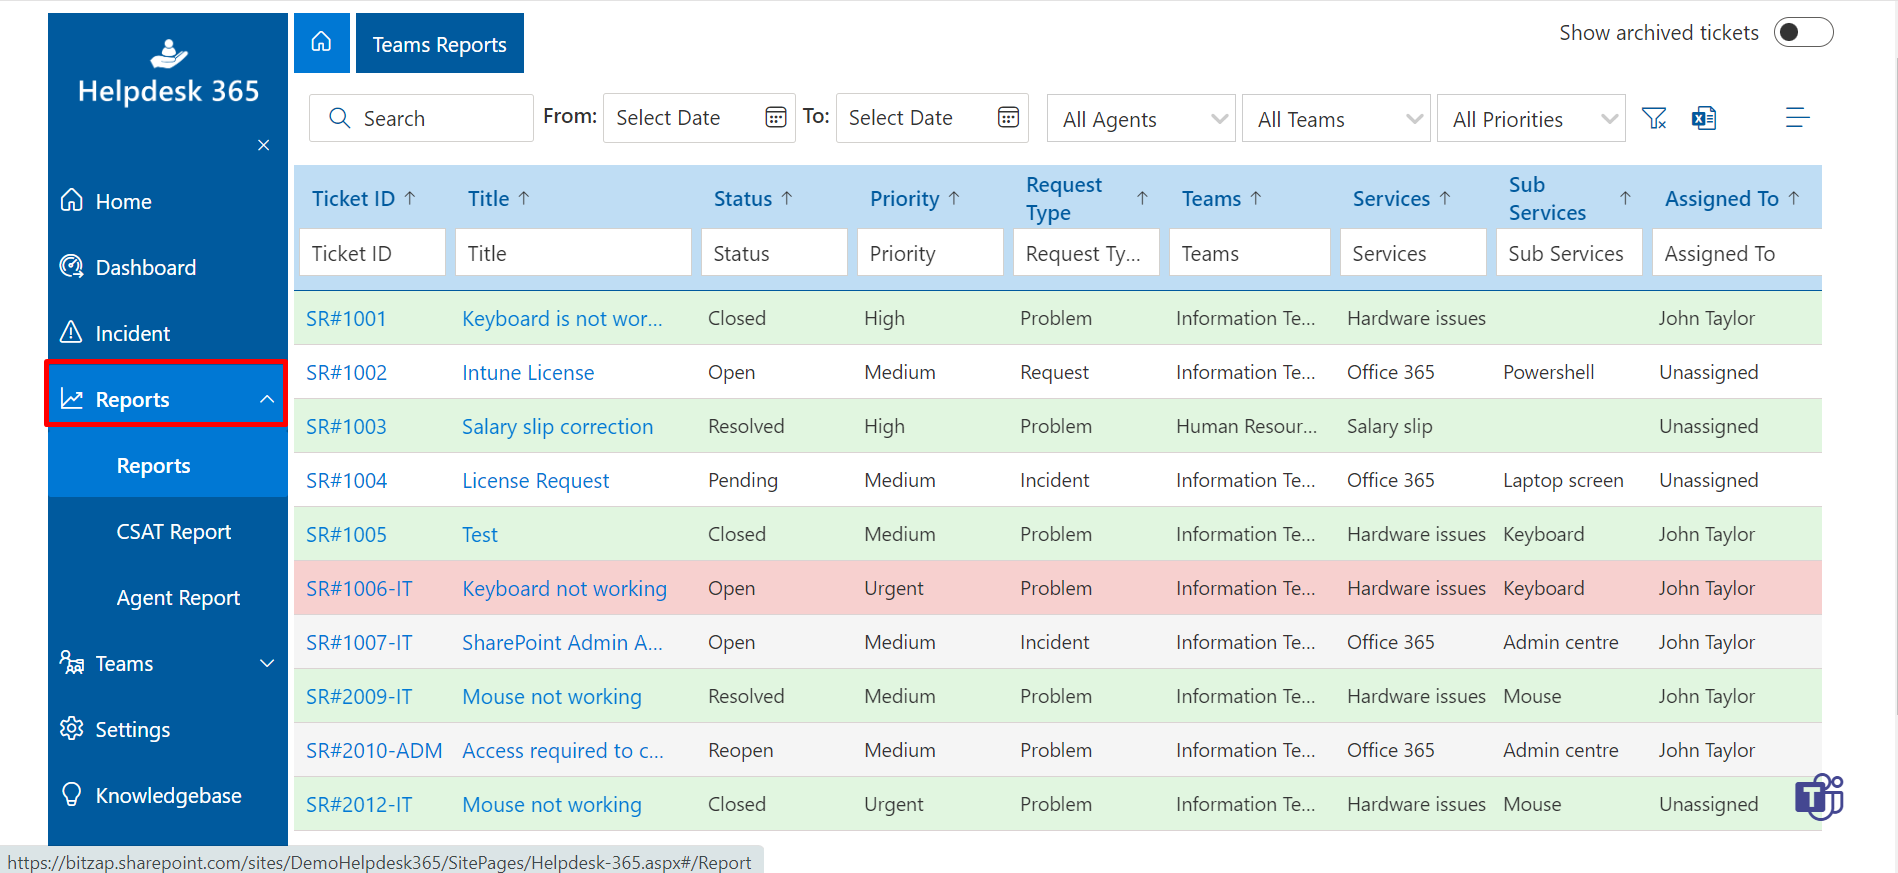 Helpdesk 365
Home
Dashboard
Incident
Reports
Reports
CSAT Report
Agent Report
Teams
Settings
Knowledgebase
Teams Reports
Show archived tickets
Search From: Select Date To: Select Date All Agents All Teams All Priorities
Ticket ID Title Status Priority Request Type Teams Services Sub Services Assigned To
Ticket ID Title Status Priority Request Ty... Teams Services Sub Services Assigned To
SR#1001 Keyboard is not wor... Closed High Problem Information Te... Hardware issues John Taylor
SR#1002 Intune License Open Medium Request Information Te... Office 365 Powershell Unassigned
SR#1003 Salary slip correction Resolved High Problem Human Resour... Salary slip Unassigned
SR#1004 License Request Pending Medium Incident Information Te... Office 365 Laptop screen Unassigned
SR#1005 Test Closed Medium Problem Information Te... Hardware issues Keyboard John Taylor
SR#1006-IT Keyboard not working Open Urgent Problem Information Te... Hardware issues Keyboard John Taylor
SR#1007-IT SharePoint Admin A... Open Medium Incident Information Te... Office 365 Admin centre John Taylor
SR#2009-IT Mouse not working Resolved Medium Problem Information Te... Hardware issues Mouse John Taylor
SR#2010-ADM Access required to c... Reopen Medium Problem Information Te... Office 365 Admin centre John Taylor
SR#2012-IT Mouse not working Closed Urgent Problem Information Te... Hardware issues Mouse Unassigned
T
https://bitzap.sharepoint.com/sites/DemoHelpdesk365/SitePages/Helpdesk-365.aspx#/Report